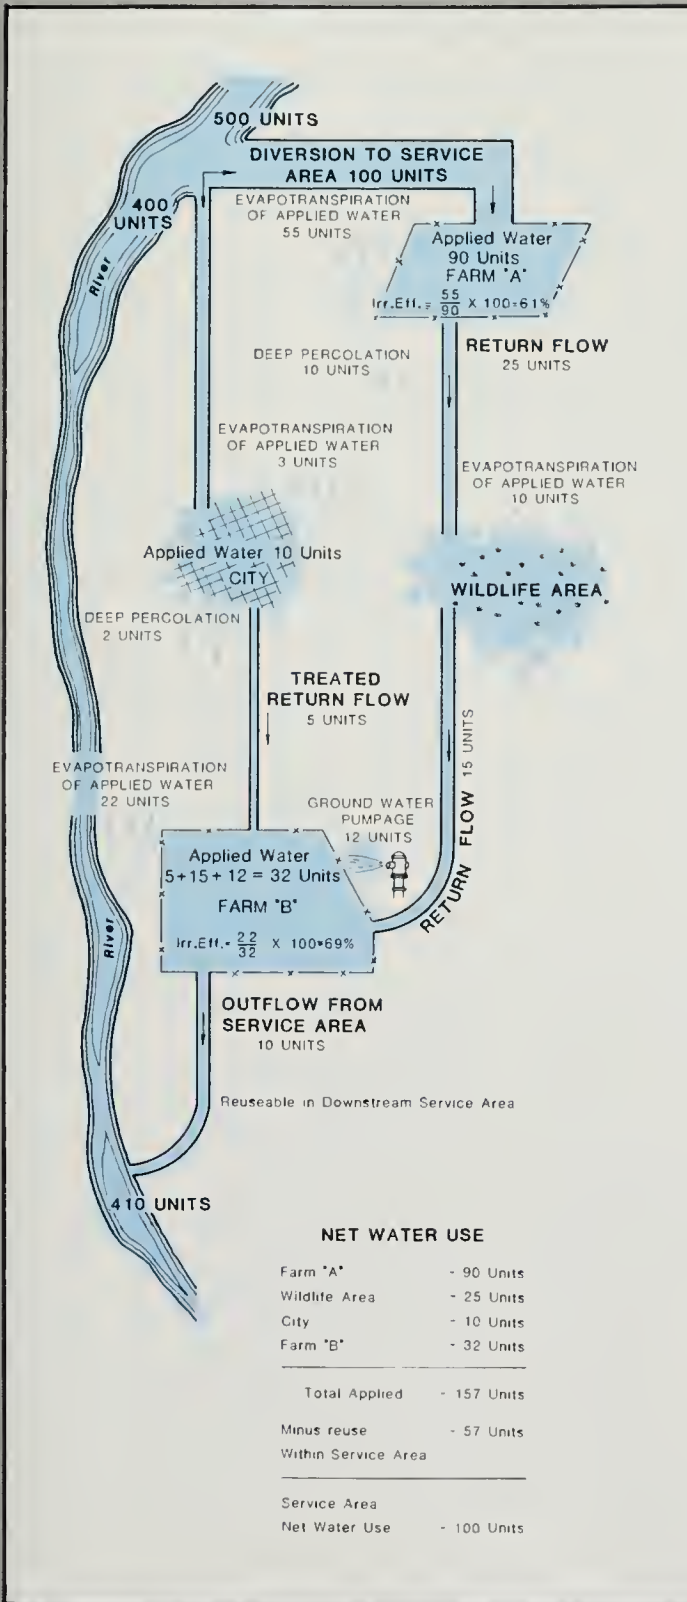 500 UNITS
DIVERSION TO SERVICE
AREA 100 UNITS
400
UNITS
River
EVAPOTRANSPIRATION
OF APPLIED WATER
55 UNITS
Applied Water
90 Units
FARM "A"
Irr.Eff.= 55/90 X 100=61%
DEEP PERCOLATION
10 UNITS
RETURN FLOW
25 UNITS
EVAPOTRANSPIRATION
OF APPLIED WATER
3 UNITS
EVAPOTRANSPIRATION
OF APPLIED WATER
10 UNITS
Applied Water 10 Units
CITY
WILDLIFE AREA
DEEP PERCOLATION
2 UNITS
TREATED
RETURN FLOW
5 UNITS
RETURN FLOW 15 UNITS
EVAPOTRANSPIRATION
OF APPLIED WATER
22 UNITS
GROUND WATER
PUMPAGE
12 UNITS
Applied Water
5+15+12 = 32 Units
FARM "B"
Irr.Eff.= 22/32 X 100=69%
River
OUTFLOW FROM
SERVICE AREA
10 UNITS
Reuseable in Downstream Service Area
410 UNITS
NET WATER USE
Farm "A" - 90 Units
Wildlife Area - 25 Units
City - 10 Units
Farm "B" - 32 Units
Total Applied - 157 Units
Minus reuse - 57 Units
Within Service Area
Service Area
Net Water Use - 100 Units